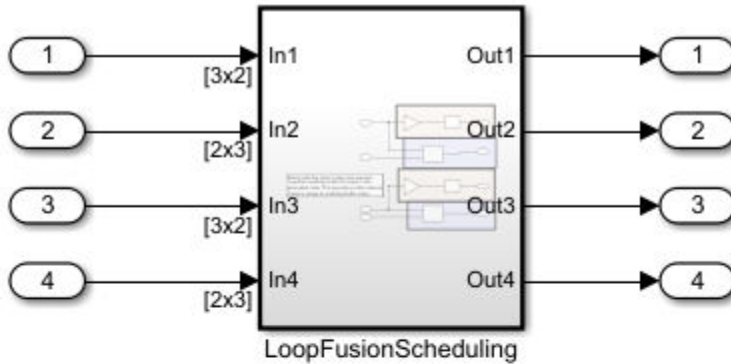 1 In1 Out1 1
[3x2]
2 In2 Out2 2
[2x3]
3 In3 Out3 3
[3x2]
4 In4 Out4 4
[2x3]
LoopFusionScheduling